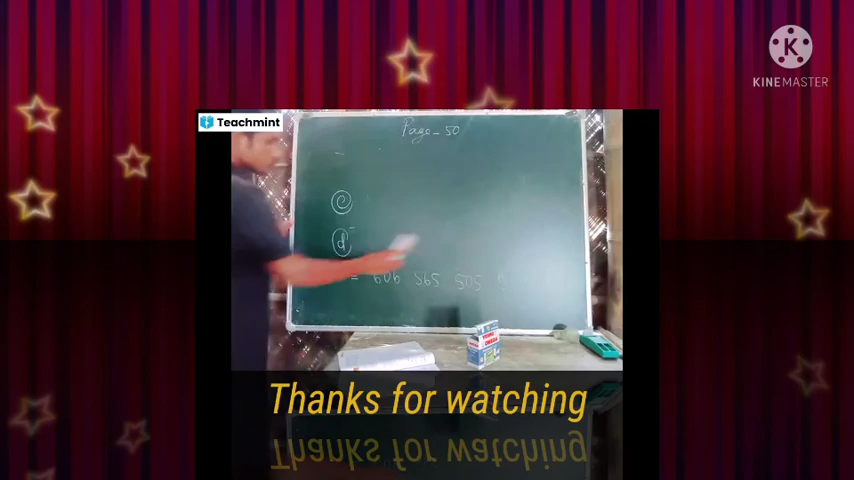 KINEMASTER
Teachmint
Page - 50
c
d
= 606 565 505
Thanks for watching